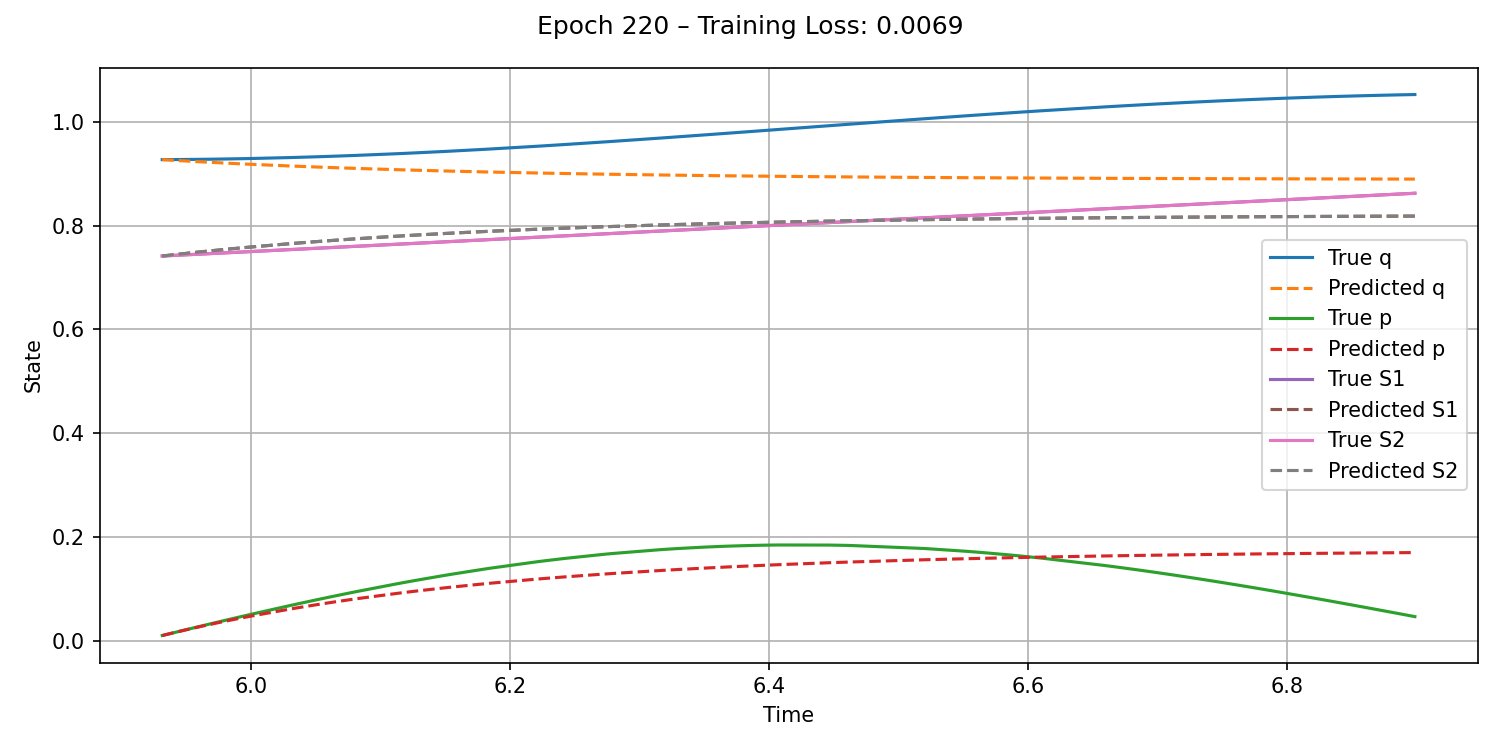 Epoch 220 – Training Loss: 0.0069
State
1.0
0.8
0.6
0.4
0.2
0.0
True q
Predicted q
True p
Predicted p
True S1
Predicted S1
True S2
Predicted S2
6.0
6.2
6.4
6.6
6.8
Time